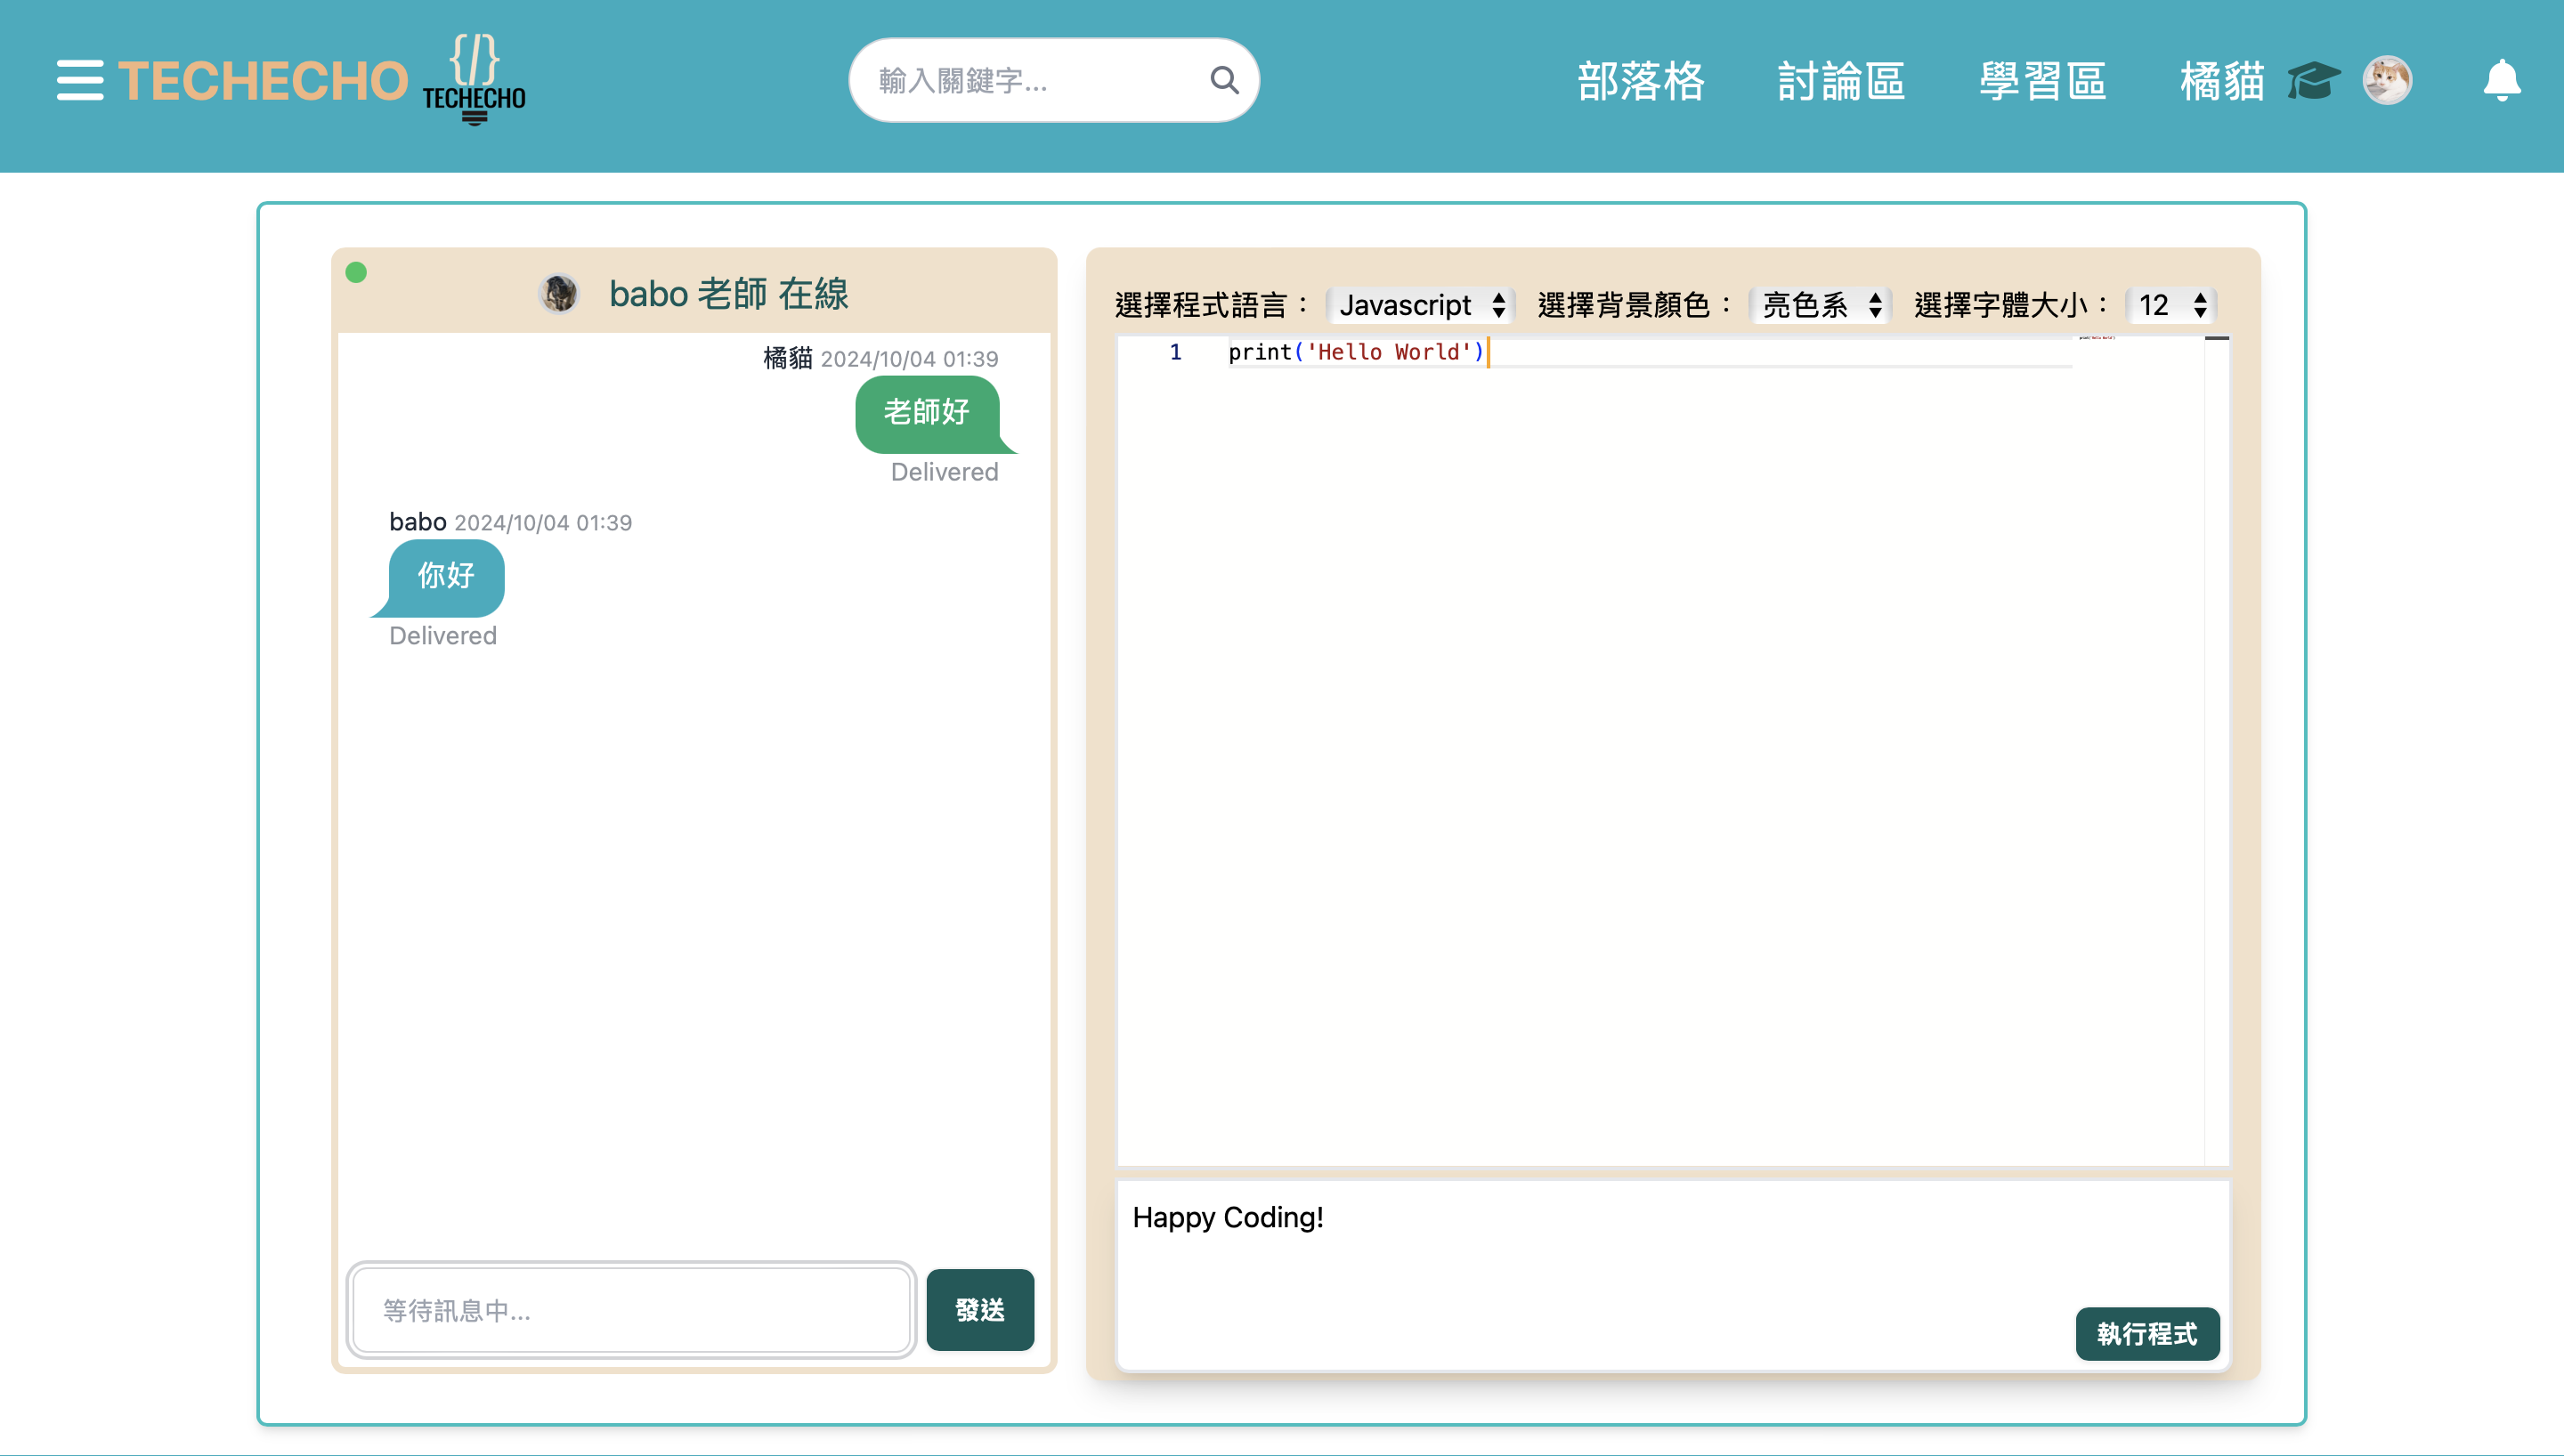 TECHECHO
{/}
TECHECHO
輸入關鍵字...
部落格
討論區
學習區
橘貓
babo 老師 在線
橘貓 2024/10/04 01:39
老師好
Delivered
babo 2024/10/04 01:39
你好
Delivered
等待訊息中...
發送
選擇程式語言： Javascript 選擇背景顏色： 亮色系 選擇字體大小： 12
1 print('Hello World')
Happy Coding!
執行程式